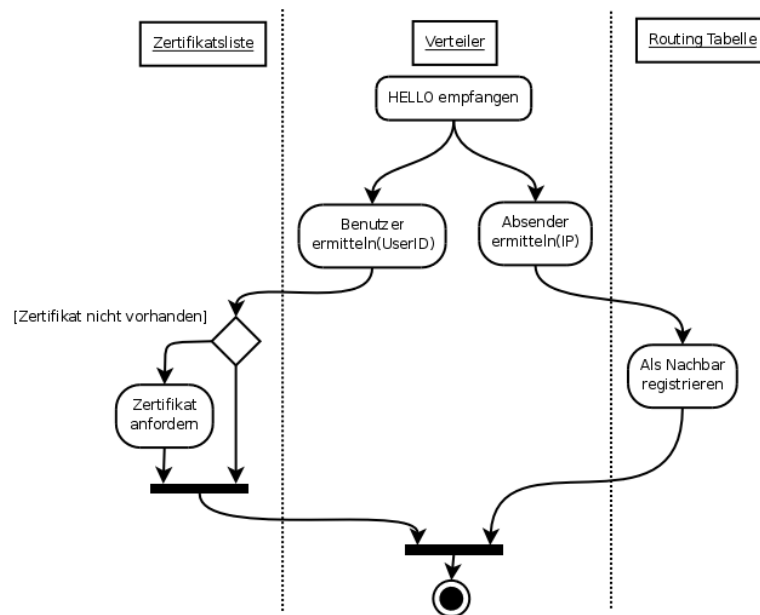 Zertifikatsliste
Verteiler
Routing Tabelle
HELLO empfangen
Benutzer
ermitteln(UserID)
Absender
ermitteln(IP)
[Zertifikat nicht vorhanden]
Als Nachbar
registrieren
Zertifikat
anfordern